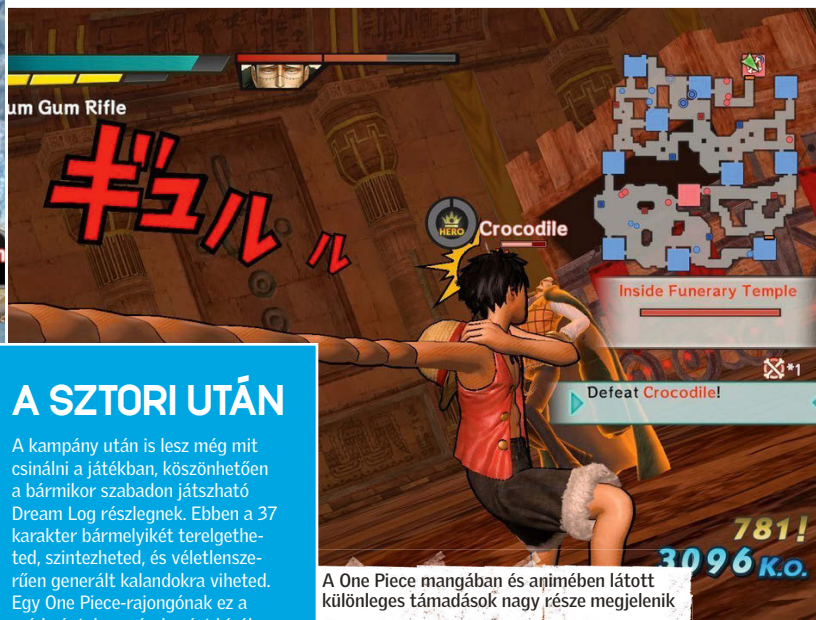 um Gum Rifle
ギュルル
HERO
Crocodile
Inside Funerary Temple
*1
Defeat Crocodile!
781!
3096 K.O.
A SZTORI UTÁN
A kampány után is lesz még mit
csinálni a játékban, köszönhetően
a bármikor szabadon játszható
Dream Log részlegnek. Ebben a 37
karakter bármelyikét terelgethe-
ted, szintezheted, és véletlensze-
rűen generált kalandokra viheted.
Egy One Piece-rajongónak ez a
A One Piece mangában és animében látott
különleges támadások nagy része megjelenik